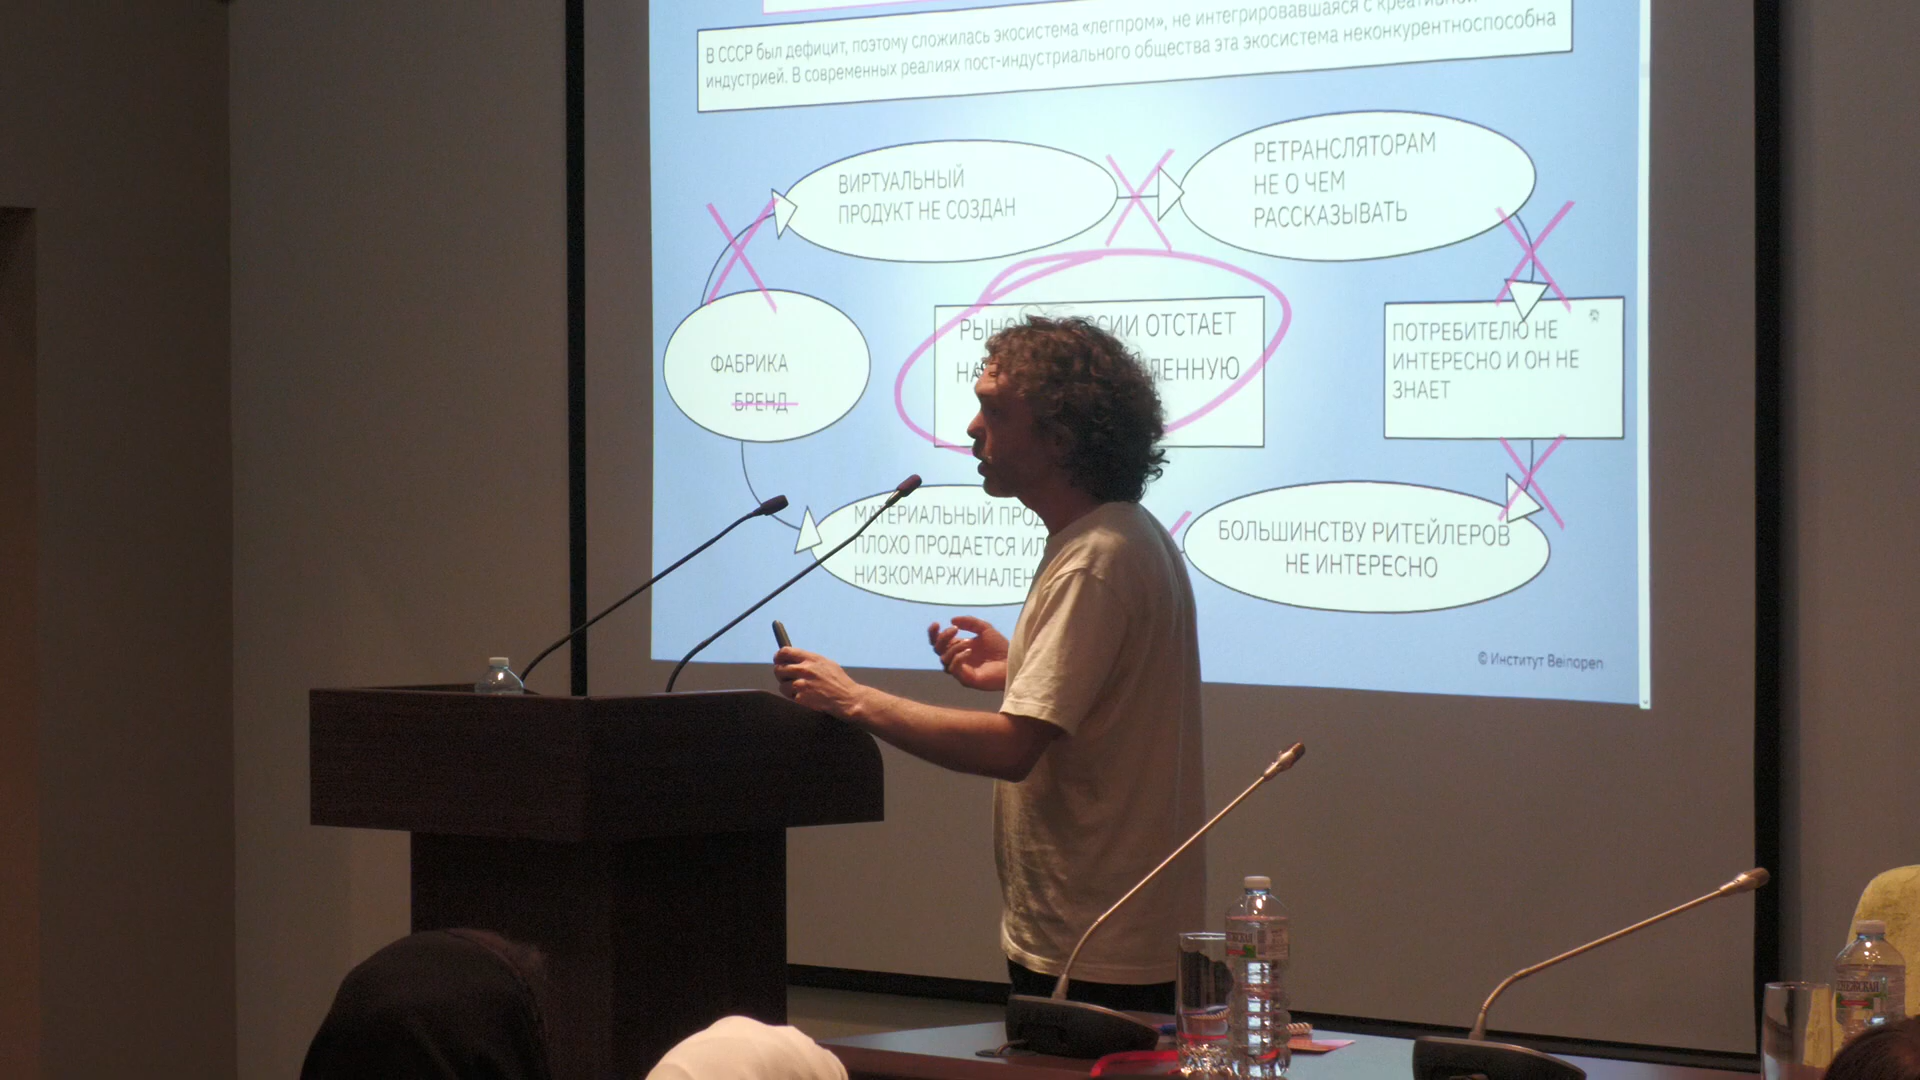 В СССР был дефицит, поэтому сложилась экосистема «легпром», не интегрировавшаяся с креативной
индустрией. В современных реалиях пост-индустриального общества эта экосистема неконкурентноспособна
ВИРТУАЛЬНЫЙ
ПРОДУКТ НЕ СОЗДАН
РЕТРАНСЛЯТОРАМ
НЕ О ЧЕМ
РАССКАЗЫВАТЬ
ФАБРИКА
БРЕНД
ОТСТАЕТ
ПОТРЕБИТЕЛЮ НЕ
ИНТЕРЕСНО И ОН НЕ
ЗНАЕТ
МАТЕРИАЛЬНЫЙ
ПЛОХО ПРОДАЕТСЯ
БОЛЬШИНСТВУ РИТЕЙЛЕРОВ
НЕ ИНТЕРЕСНО
© Институт Beinopen